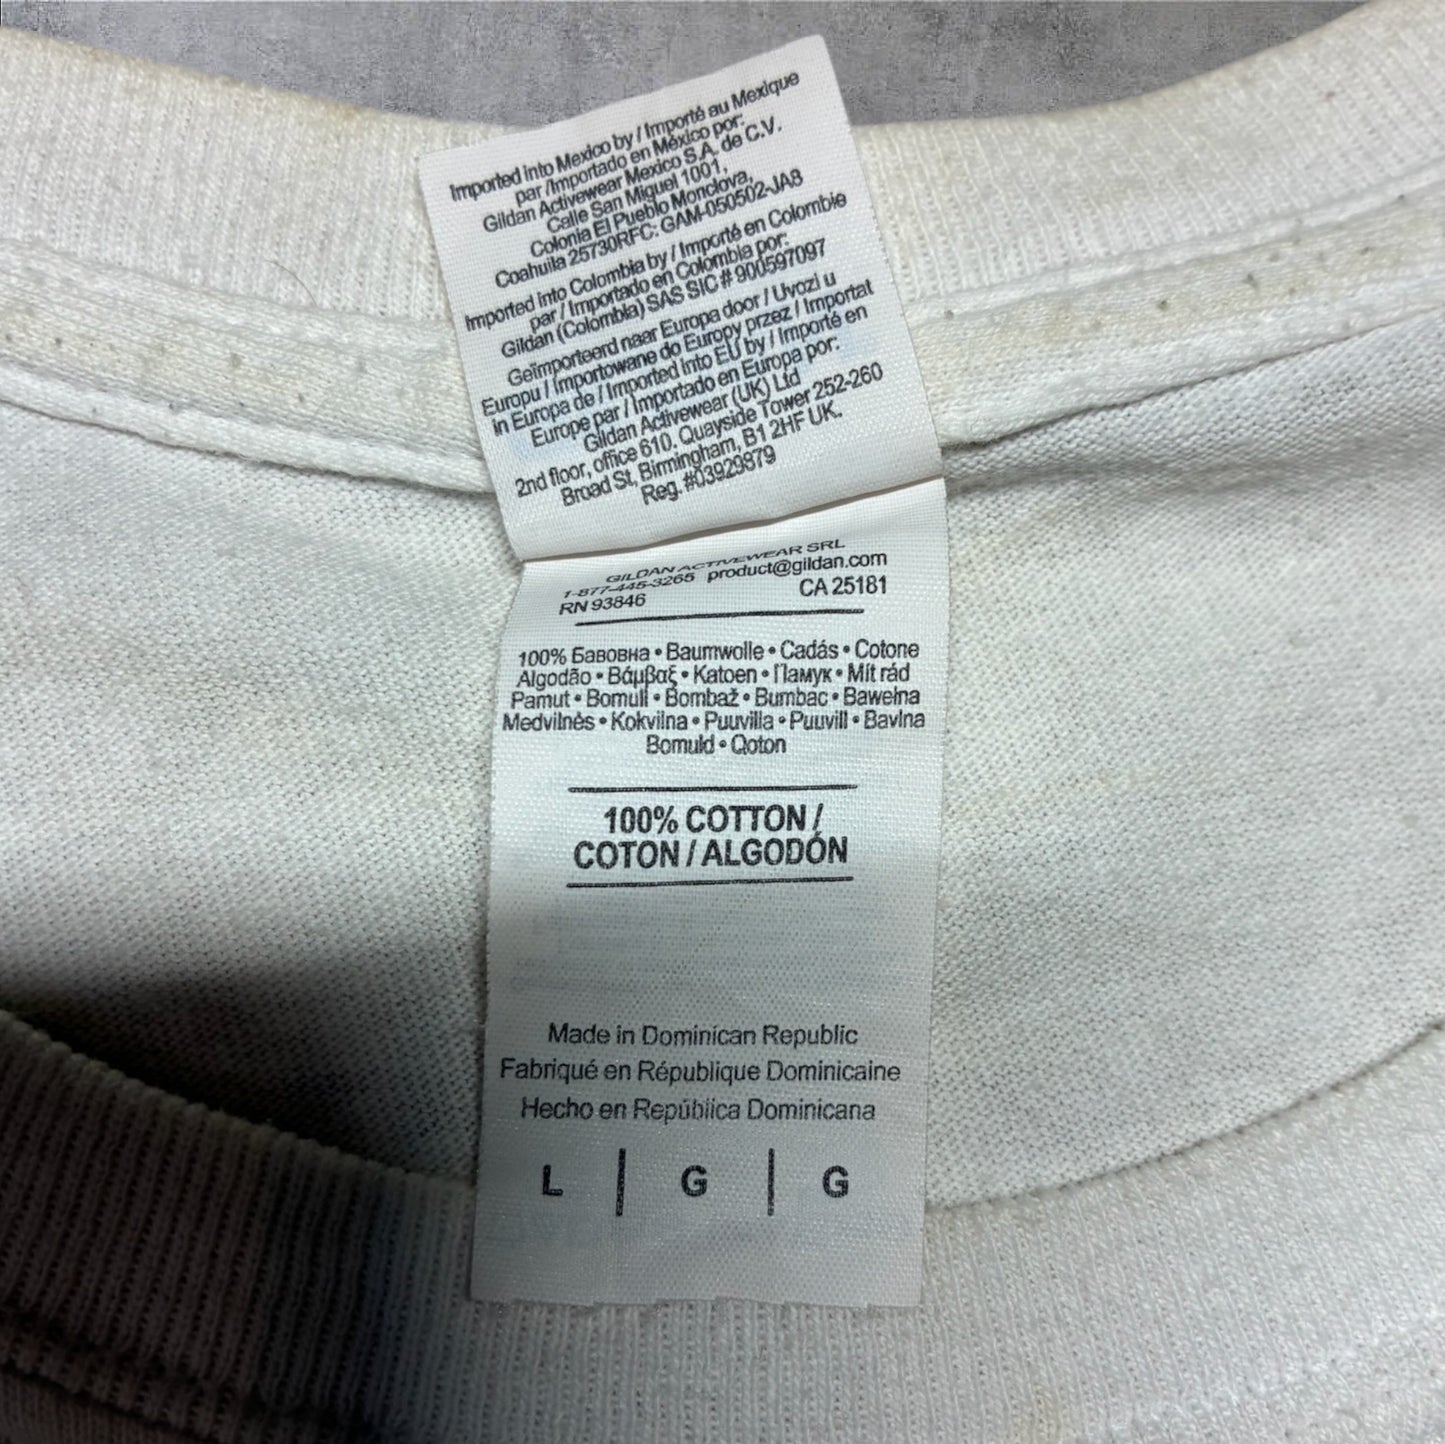 Imported into Mexico by / Importé au Mexique
par /Importado en México por:
Gildan Activewear Mexico S.A. de C.V.
Calle San Miguel 1001,
Colonia El Pueblo Monclova,
Coahuila 25730RFC: GAM-050502-JA8
Imported into Colombia by / Importé en Colombie
par / Importado en Colombia por:
Gildan (Colombia) SAS SIC # 900597097
Geïmporteerd naar Europa door / Uvozi u
Europu / Importowane do Europy przez / Importat
in Europa de / Imported into EU by / Importé en
Europe par / Importado en Europa por:
Gildan Activewear (UK) Ltd
2nd floor, office 610. Quayside Tower 252-260
Broad St, Birmingham, B1 2HF UK.
Reg. #03929879
GILDAN ACTIVEWEAR SRL
1-877-445-3265 product@gildan.com
RN 93846 CA 25181
100% Бавовна • Baumwolle • Cadás • Cotone
Algodão • Βάμβαξ • Katoen • Памук • Mît rád
Pamut • Bomull • Bombaž • Bumbac • Bawełna
Medvilnės • Kokvilna • Puuvilla • Puuvill • Bavlna
Bomuld • Qoton
100% COTTON /
COTON / ALGODÓN
Made in Dominican Republic
Fabriqué en République Dominicaine
Hecho en República Dominicana
L | G | G